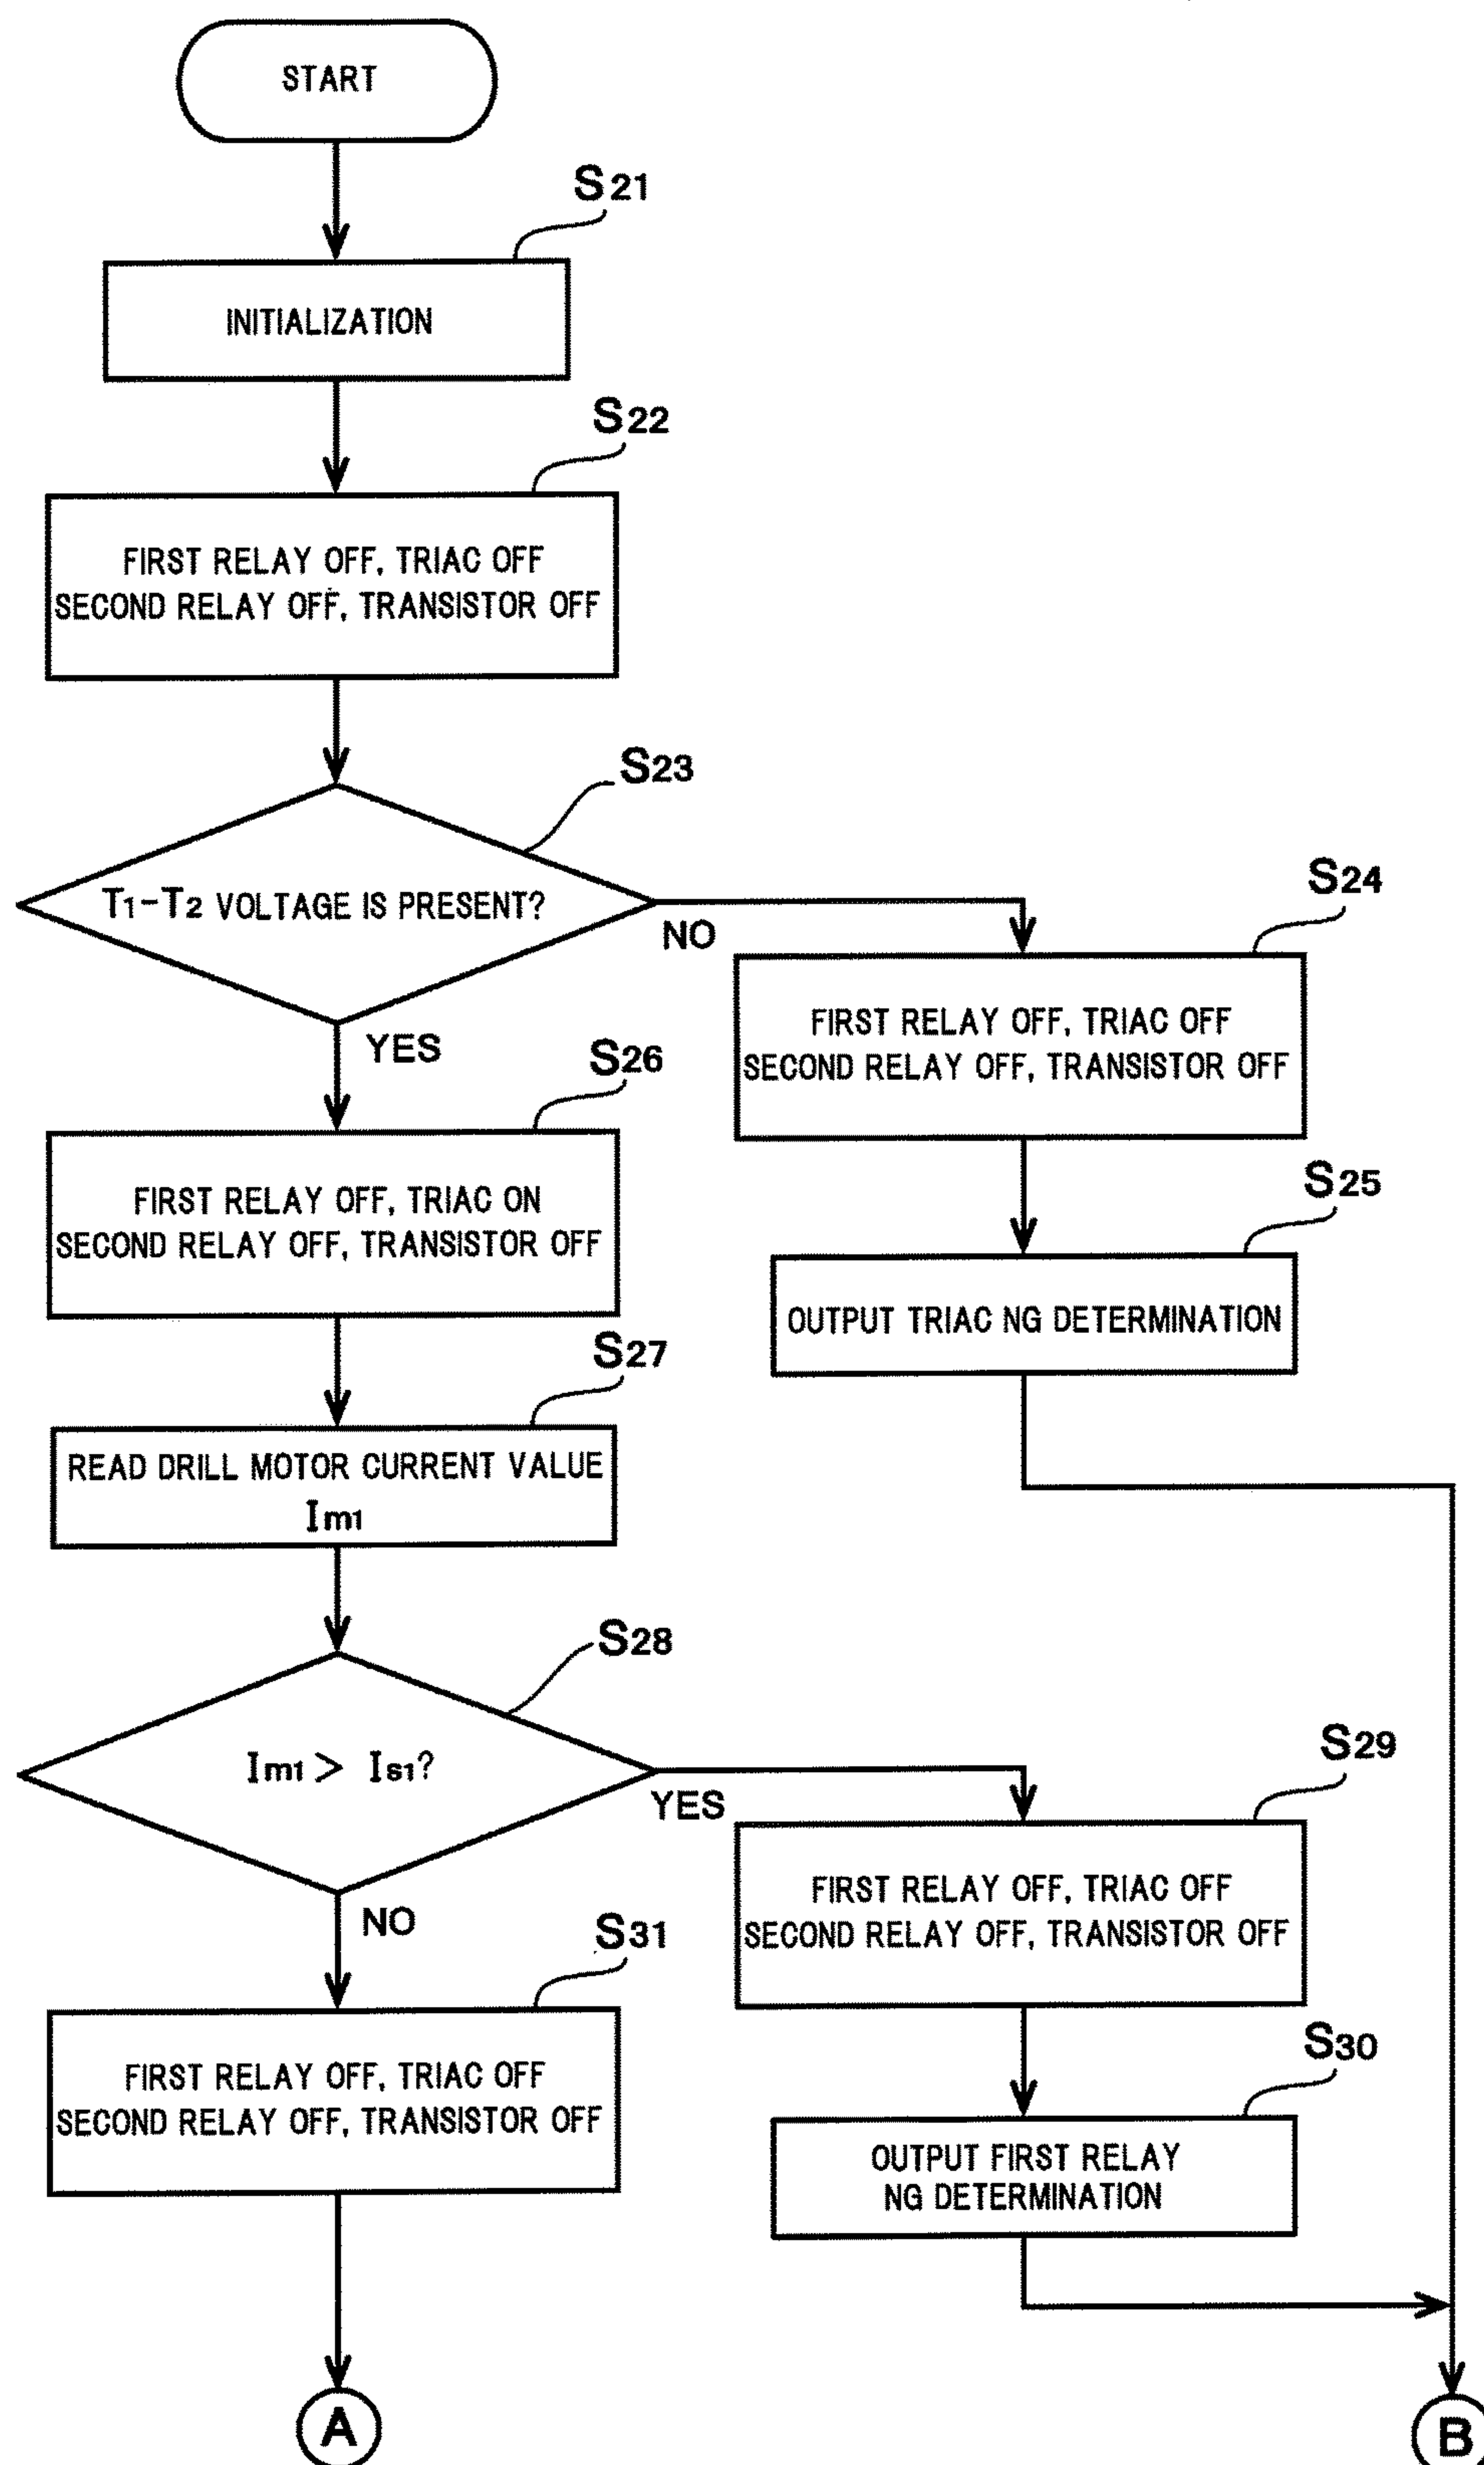 START
S21
INITIALIZATION
S22
FIRST RELAY OFF, TRIAC OFF
SECOND RELAY OFF, TRANSISTOR OFF
S23
T1-T2 VOLTAGE IS PRESENT?
NO
YES
S24
FIRST RELAY OFF, TRIAC OFF
SECOND RELAY OFF, TRANSISTOR OFF
S25
OUTPUT TRIAC NG DETERMINATION
S26
FIRST RELAY OFF, TRIAC ON
SECOND RELAY OFF, TRANSISTOR OFF
S27
READ DRILL MOTOR CURRENT VALUE
Im1
S28
Im1 > Is1?
YES
NO
S29
FIRST RELAY OFF, TRIAC OFF
SECOND RELAY OFF, TRANSISTOR OFF
S30
OUTPUT FIRST RELAY
NG DETERMINATION
S31
FIRST RELAY OFF, TRIAC OFF
SECOND RELAY OFF, TRANSISTOR OFF
A
B